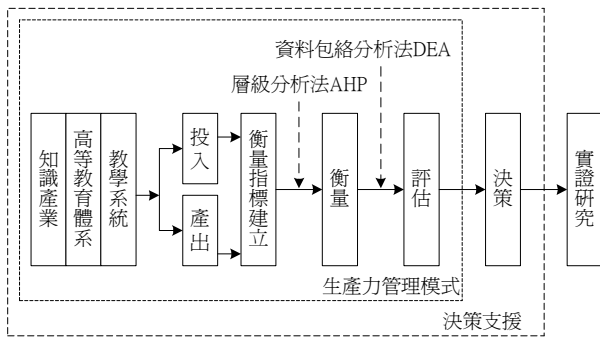 資料包絡分析法DEA
層級分析法AHP
知識產業
高等教育體系
教學系統
投入
產出
衡量指標建立
衡量
評估
決策
實證研究
生產力管理模式
決策支援